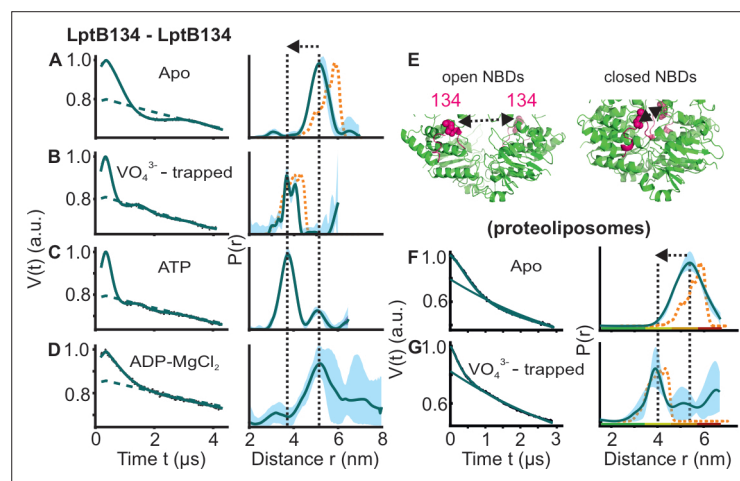 LptB134 - LptB134
A
1.0
0.8
Apo
B
1.0
0.8
VO₄³⁻ - trapped
C
1.0
0.8
ATP
D
1.0
0.8
ADP-MgCl₂
V(t) (a.u.)
P(r)
0 2 4
Time t (µs)
2 4 6 8
Distance r (nm)
E
open NBDs
closed NBDs
134
134
(proteoliposomes)
F
1.0
0.6
Apo
G
1.0
0.6
VO₄³⁻ - trapped
V(t) (a.u.)
P(r)
0 1 2 3
Time t (µs)
2 4 6
Distance r (nm)